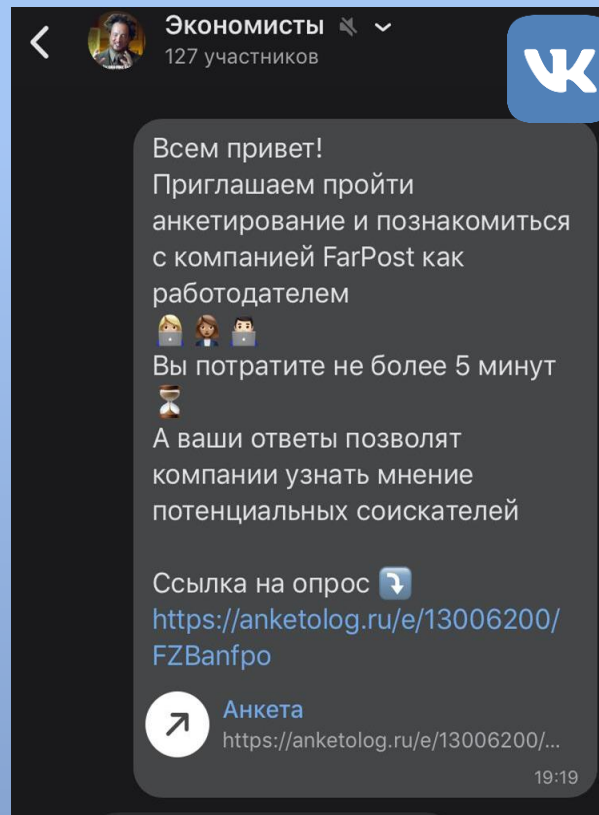 Экономисты
127 участников
Всем привет!
Приглашаем пройти
анкетирование и познакомиться
с компанией FarPost как
работодателем
Вы потратите не более 5 минут
А ваши ответы позволят
компании узнать мнение
потенциальных соискателей
Ссылка на опрос
https://anketolog.ru/e/13006200/
FZBanfpo
Анкета
https://anketolog.ru/e/13006200/...
19:19